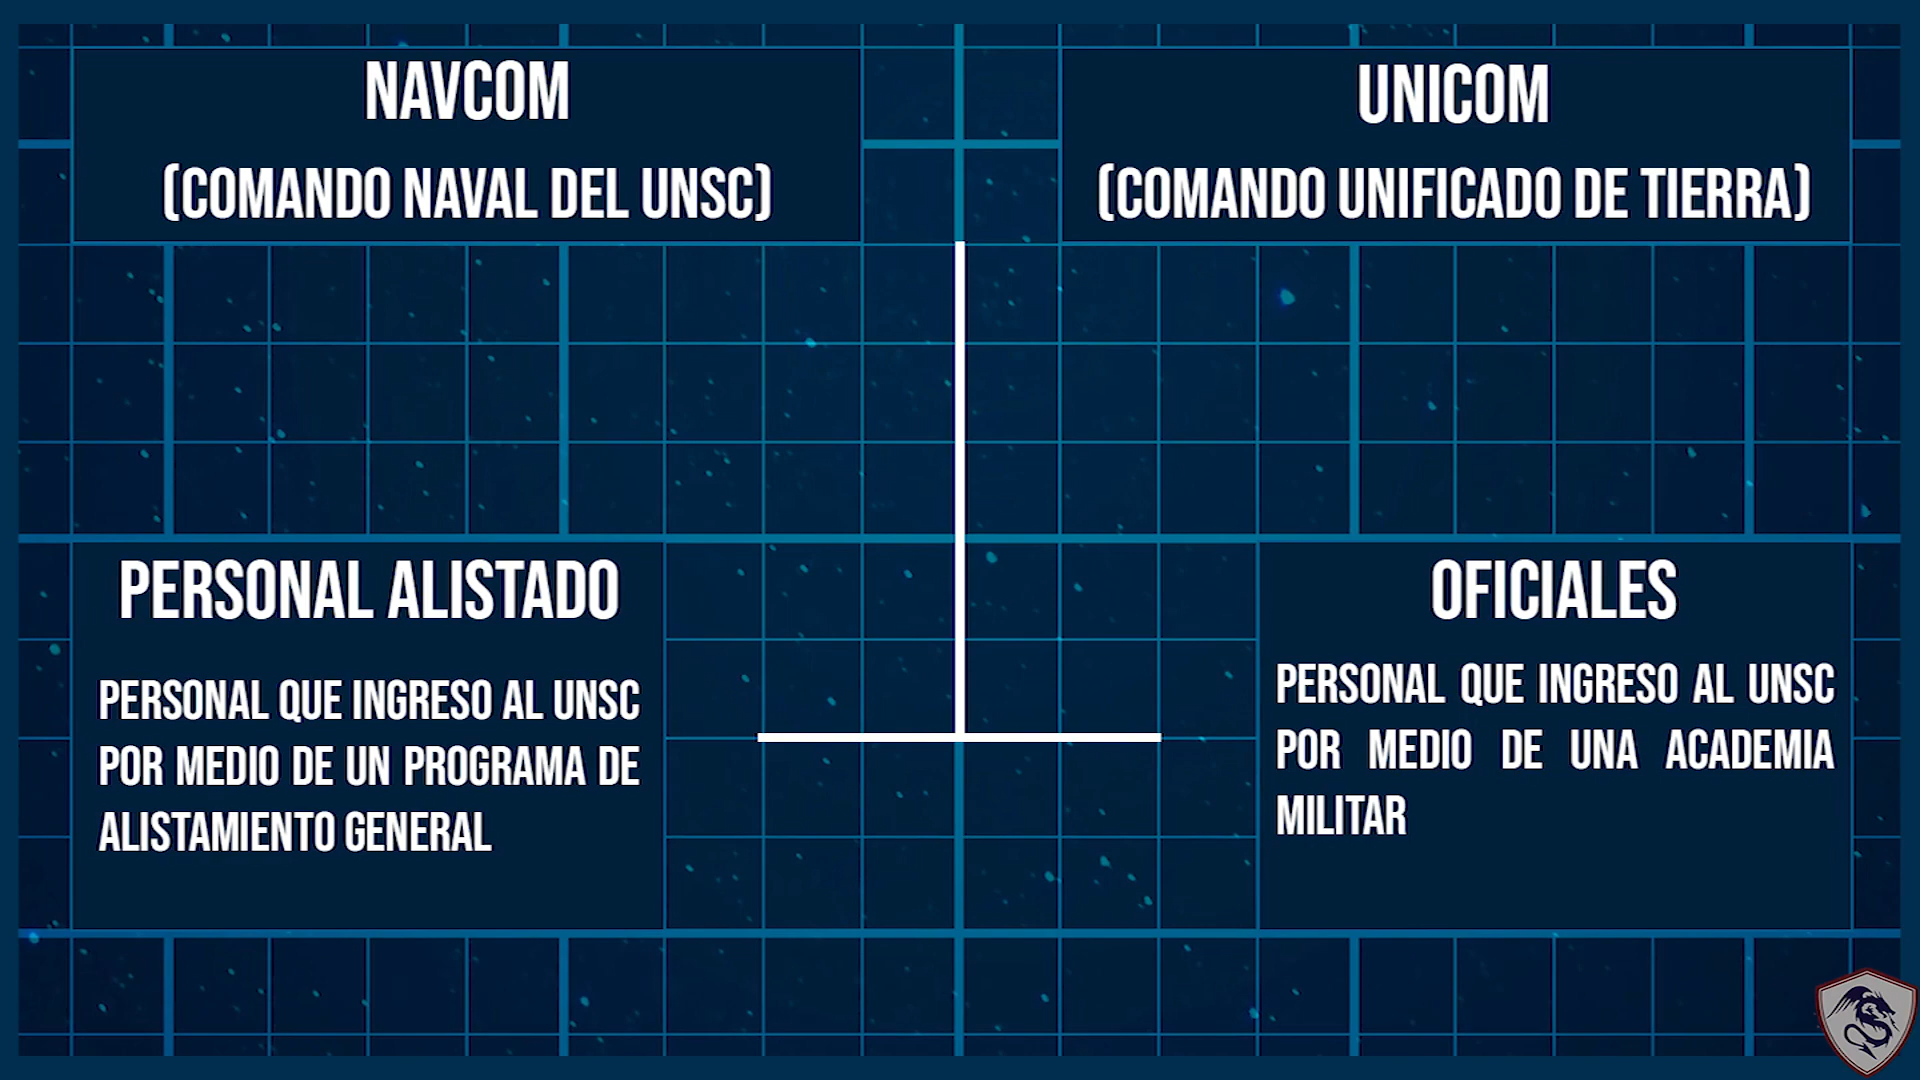 NAVCOM
(COMANDO NAVAL DEL UNSC)
UNICOM
(COMANDO UNIFICADO DE TIERRA)
PERSONAL ALISTADO
PERSONAL QUE INGRESO AL UNSC
POR MEDIO DE UN PROGRAMA DE
ALISTAMIENTO GENERAL
OFICIALES
PERSONAL QUE INGRESO AL UNSC
POR MEDIO DE UNA ACADEMIA
MILITAR